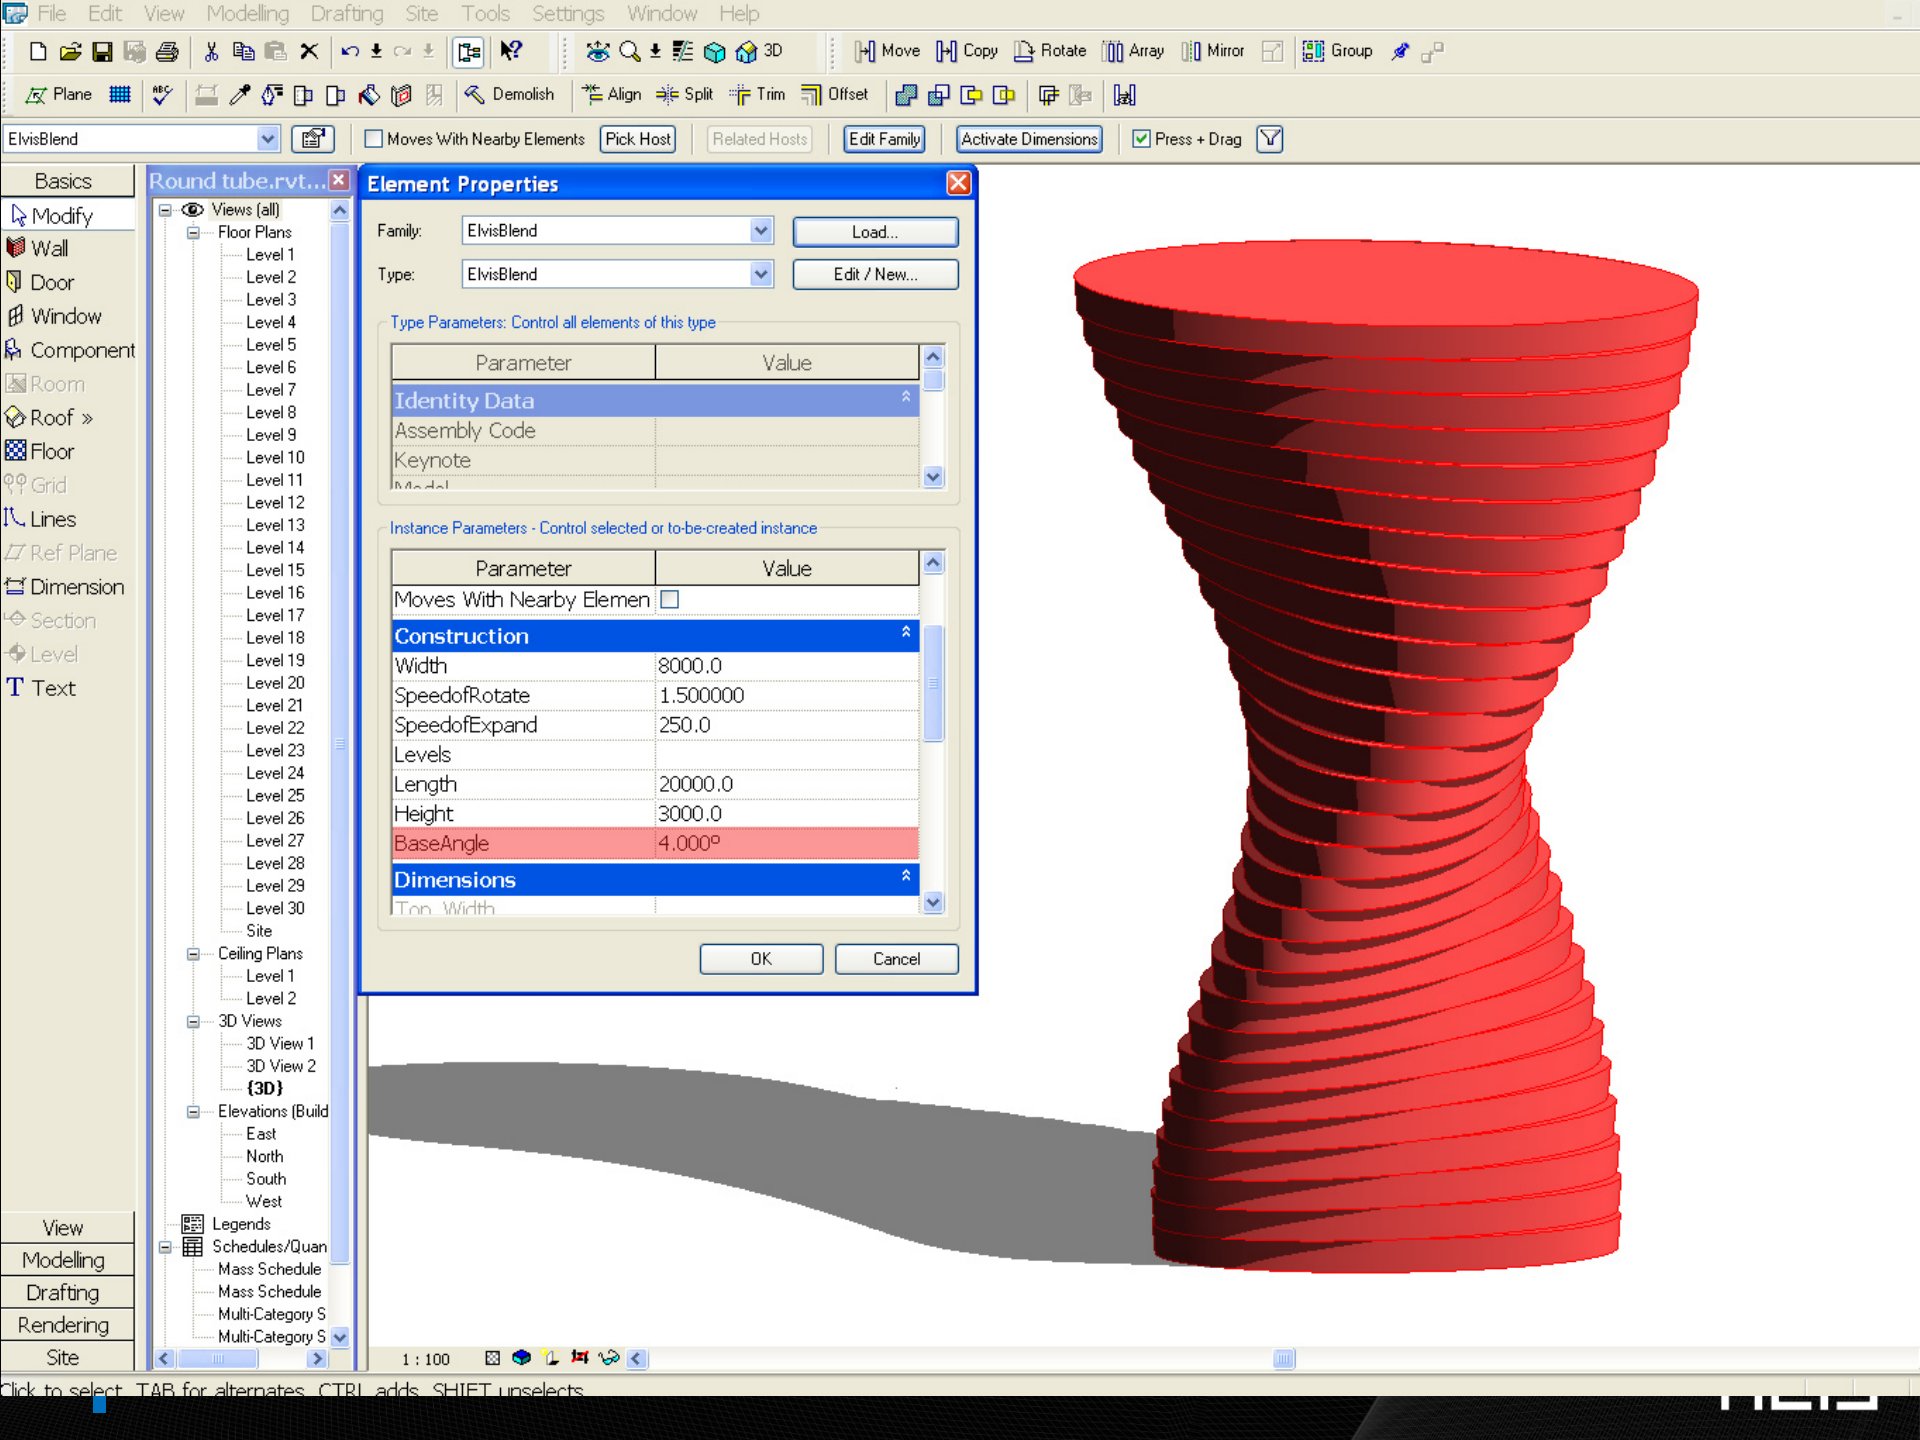 File Edit View Modelling Drafting Site Tools Settings Window Help
3D Move Copy Rotate Array Mirror Group
Plane Demolish Align Split Trim Offset
ElvisBlend Moves With Nearby Elements Pick Host Related Hosts Edit Family Activate Dimensions Press + Drag
Basics
Modify
Wall
Door
Window
Component
Room
Roof »
Floor
Grid
Lines
Ref Plane
Dimension
Section
Level
T Text
View
Modelling
Drafting
Rendering
Site
Round tube.rvt...
Views (all)
Floor Plans
Level 1
Level 2
Level 3
Level 4
Level 5
Level 6
Level 7
Level 8
Level 9
Level 10
Level 11
Level 12
Level 13
Level 14
Level 15
Level 16
Level 17
Level 18
Level 19
Level 20
Level 21
Level 22
Level 23
Level 24
Level 25
Level 26
Level 27
Level 28
Level 29
Level 30
Site
Ceiling Plans
Level 1
Level 2
3D Views
3D View 1
3D View 2
{3D}
Elevations (Build
East
North
South
West
Legends
Schedules/Quan
Mass Schedule
Mass Schedule
Multi-Category S
Multi-Category S
Element Properties
Family: ElvisBlend Load...
Type: ElvisBlend Edit / New...
Type Parameters: Control all elements of this type
Parameter Value
Identity Data
Assembly Code
Keynote
Model
Instance Parameters - Control selected or to-be-created instance
Parameter Value
Moves With Nearby Elemen
Construction
Width 8000.0
SpeedofRotate 1.500000
SpeedofExpand 250.0
Levels
Length 20000.0
Height 3000.0
BaseAngle 4.000º
Dimensions
Top Width
OK Cancel
1 : 100
Click to select, TAB for alternates, CTRL adds, SHIFT unselects.